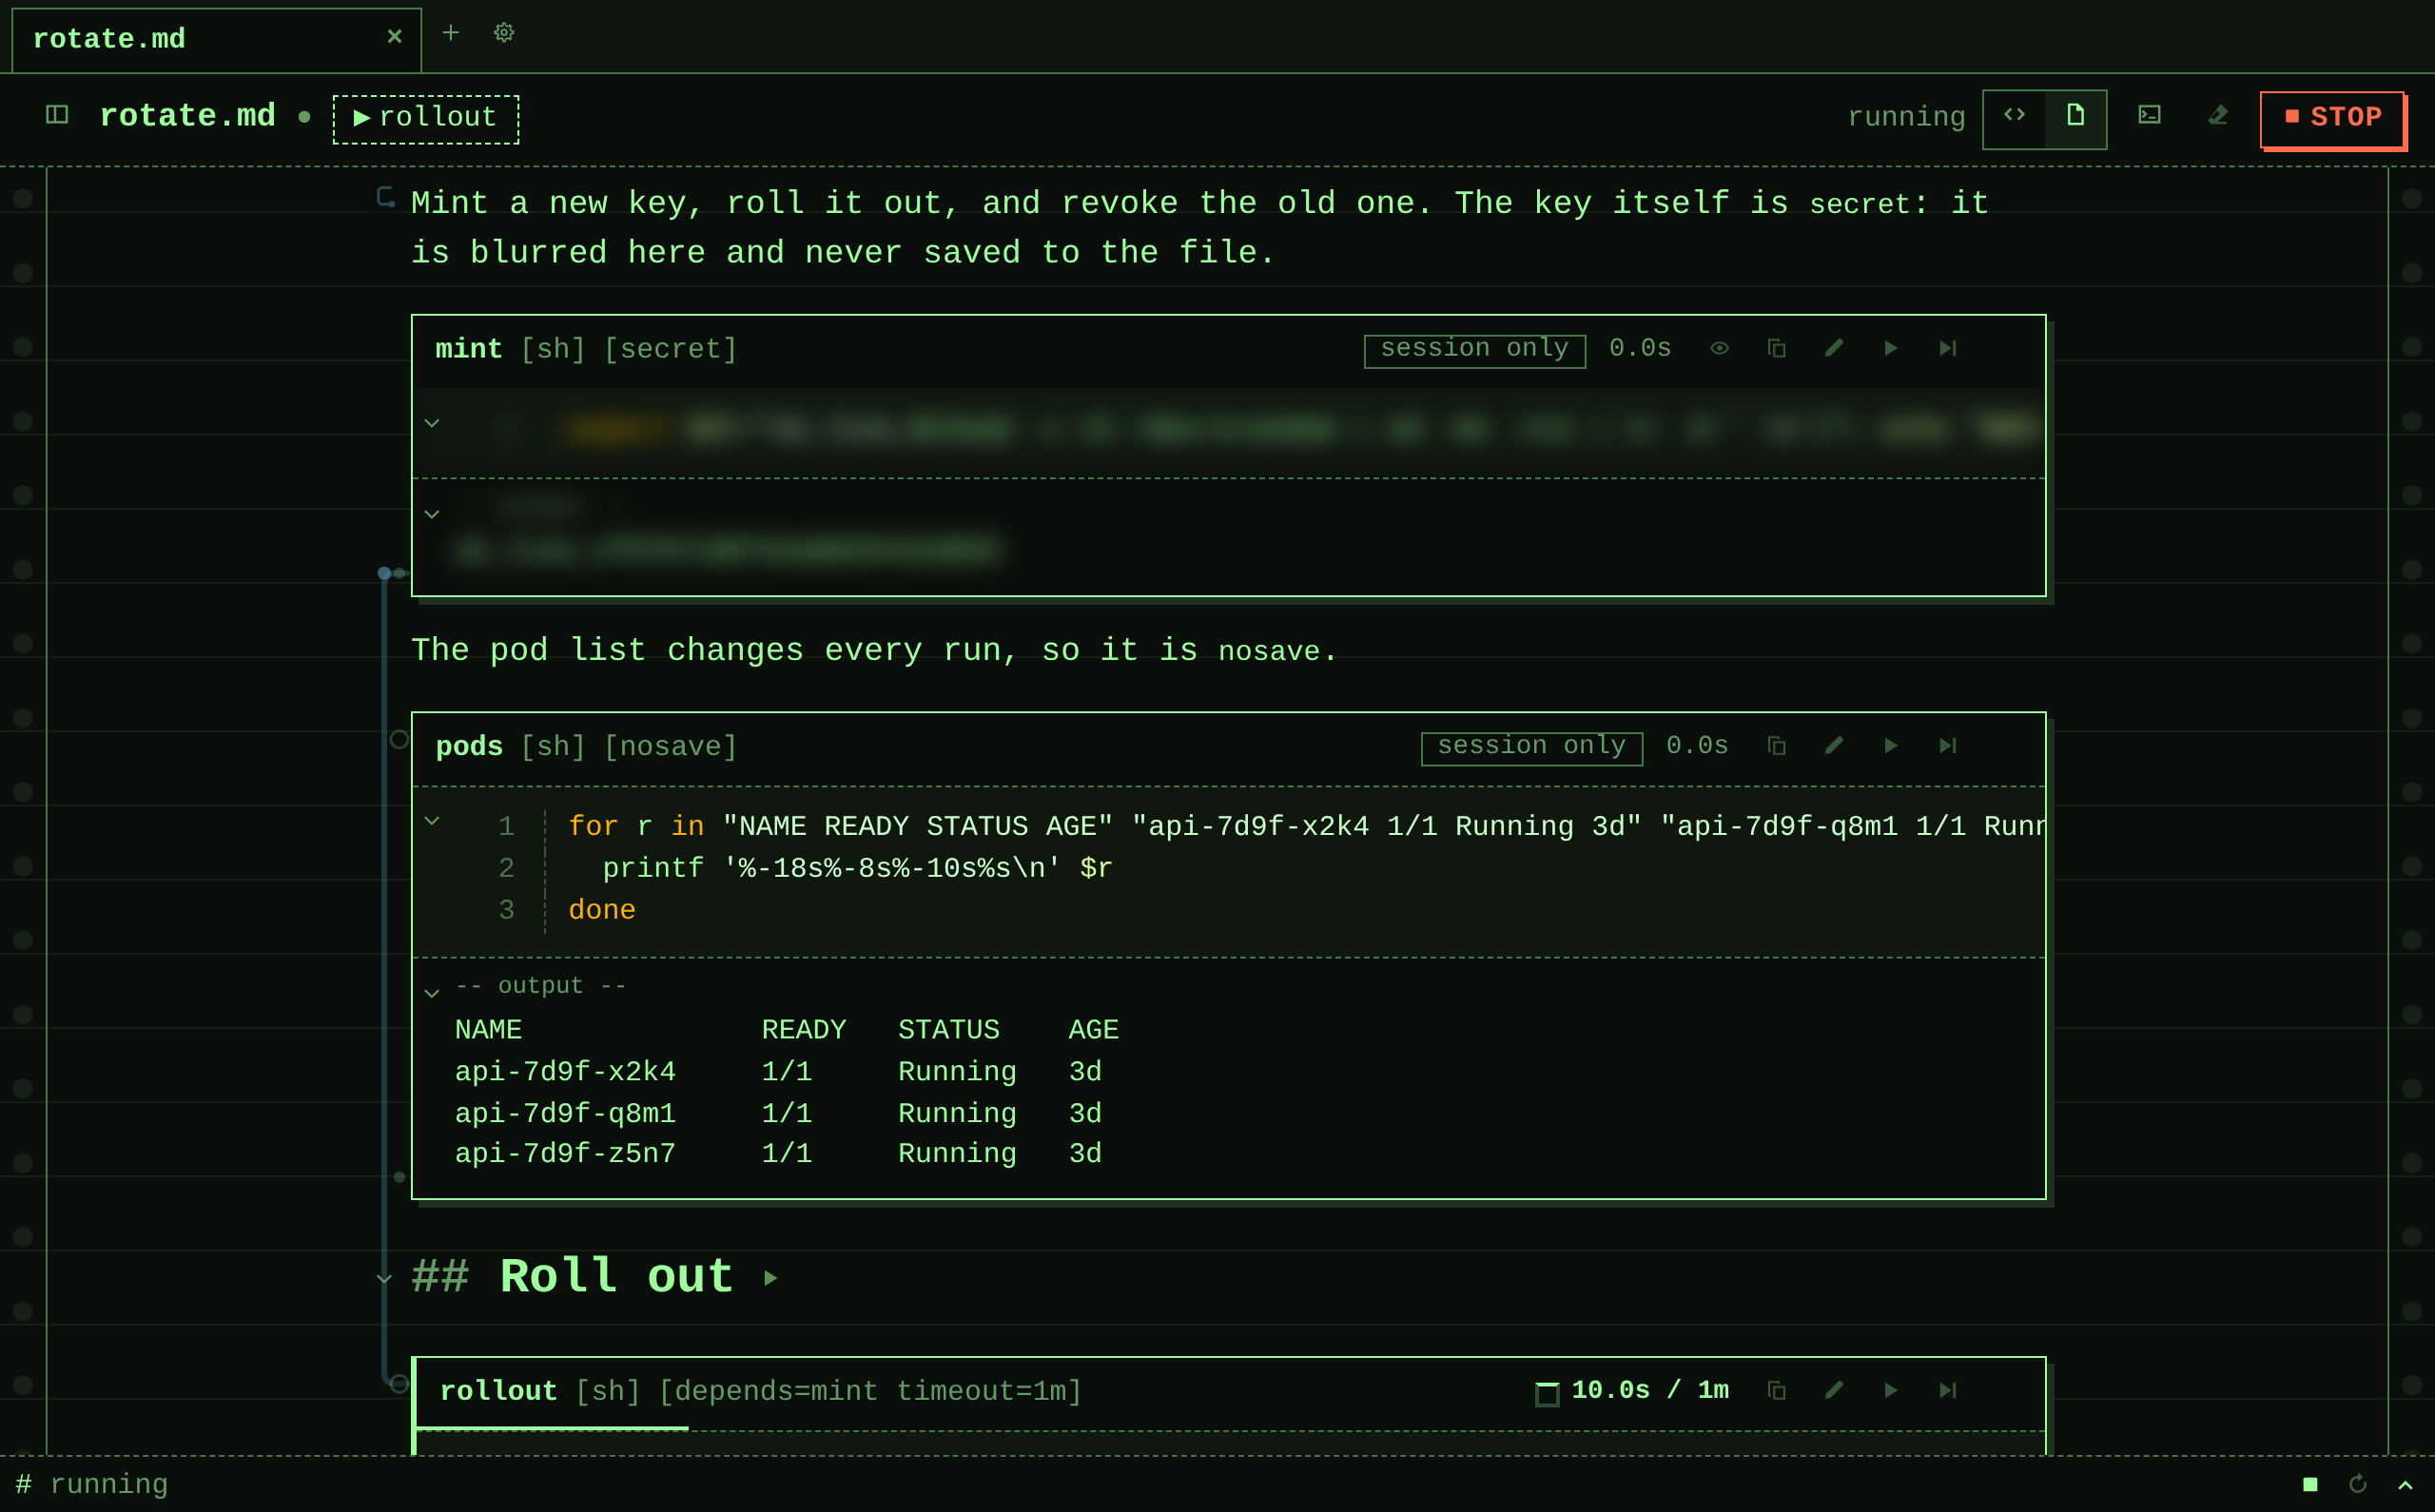 rotate.md ×
rotate.md ● ▶ rollout running STOP
Mint a new key, roll it out, and revoke the old one. The key itself is secret: it
is blurred here and never saved to the file.
mint [sh] [secret] session only 0.0s
The pod list changes every run, so it is nosave.
pods [sh] [nosave] session only 0.0s
1 for r in "NAME READY STATUS AGE" "api-7d9f-x2k4 1/1 Running 3d" "api-7d9f-q8m1 1/1 Runn
2 printf '%-18s%-8s%-10s%s\n' $r
3 done
-- output --
NAME READY STATUS AGE
api-7d9f-x2k4 1/1 Running 3d
api-7d9f-q8m1 1/1 Running 3d
api-7d9f-z5n7 1/1 Running 3d
## Roll out
rollout [sh] [depends=mint timeout=1m] 10.0s / 1m
# running